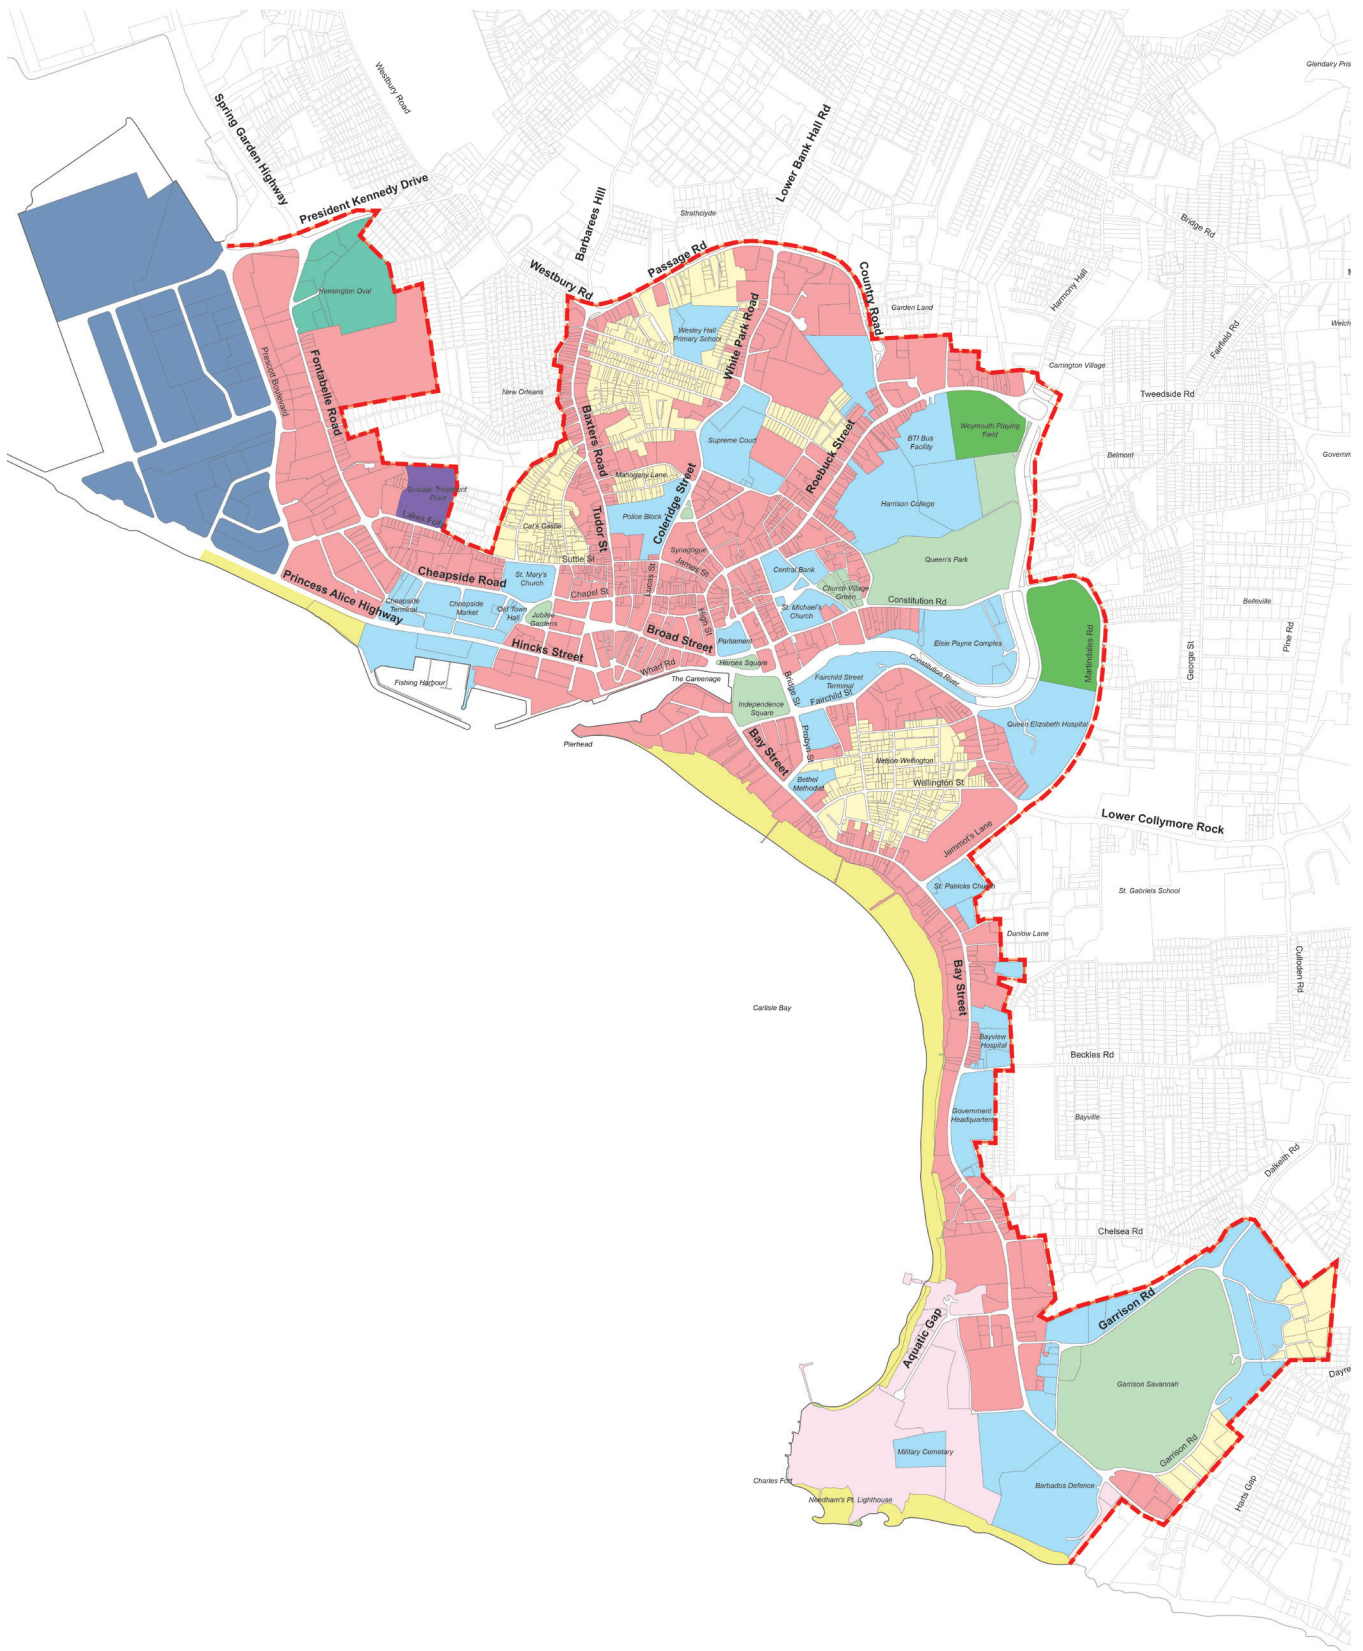 Glendairy Pris
Westbury Road
Spring Garden Highway
Lower Bank Hall Rd
President Kennedy Drive
Strathclyde
Barbarees Hill
Bridge Rd
Passage Rd
Westbury Rd
Country Road
Harmony Hall
Kensington Oval
Garden Land
Wesley Hall
Primary School
White Park Road
Fairfield Rd
Welch
Prescott Boulevard
Fontabelle Road
Carrington Village
New Orleans
Tweedside Rd
Baxters Road
Weymouth Playing
Field
Supreme Court
BTI Bus
Facility
Roebuck Street
Belmont
Governm
Mahogany Lane
Sewage Treatment
Plant
Coleridge Street
Harrison College
Lakes Folly
Police Block
Tudor St
Cat's Castle
Synagogue
Suttle St
James St
Queen's Park
Central Bank
Lucas St
Cheapside Road
St. Mary's
Church
Chapel St
Church Village
Green
Princess Alice Highway
Cheapside
Terminal
Cheapside
Market
Old Town
Hall
Jubilee
Gardens
High St
St. Michael's
Church
Constitution Rd
Belleville
Broad Street
Parliament
Elsie Payne Complex
Pine Rd
George St
Martindales Rd
Hincks Street
Wharf Rd
Heroes Square
Constitution River
Fishing Harbour
The Careenage
Bridge St
Fairchild Street
Terminal
Fairchild St
Independence
Square
Queen Elizabeth Hospital
Pierhead
Bay Street
Probyn St
Nelson Wellington
Bethel
Methodist
Wellington St
Lower Collymore Rock
Jemmot's Lane
St. Patricks Church
St. Gabriels School
Dunlow Lane
Culloden Rd
Bay Street
Carlisle Bay
Bayview
Hospital
Beckles Rd
Government
Headquarters
Bayville
Dalkeith Rd
Chelsea Rd
Garrison Rd
Aquatic Gap
Dayre
Garrison Savannah
Garrison Rd
Military Cemetary
Charles Fort
Barbados Defence
Needham's Pt. Lighthouse
Harts Gap